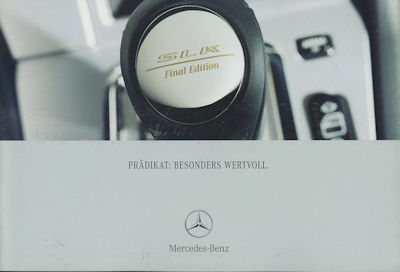 SLK
Final Edition
PRÄDIKAT: BESONDERS WERTVOLL.
Mercedes-Benz